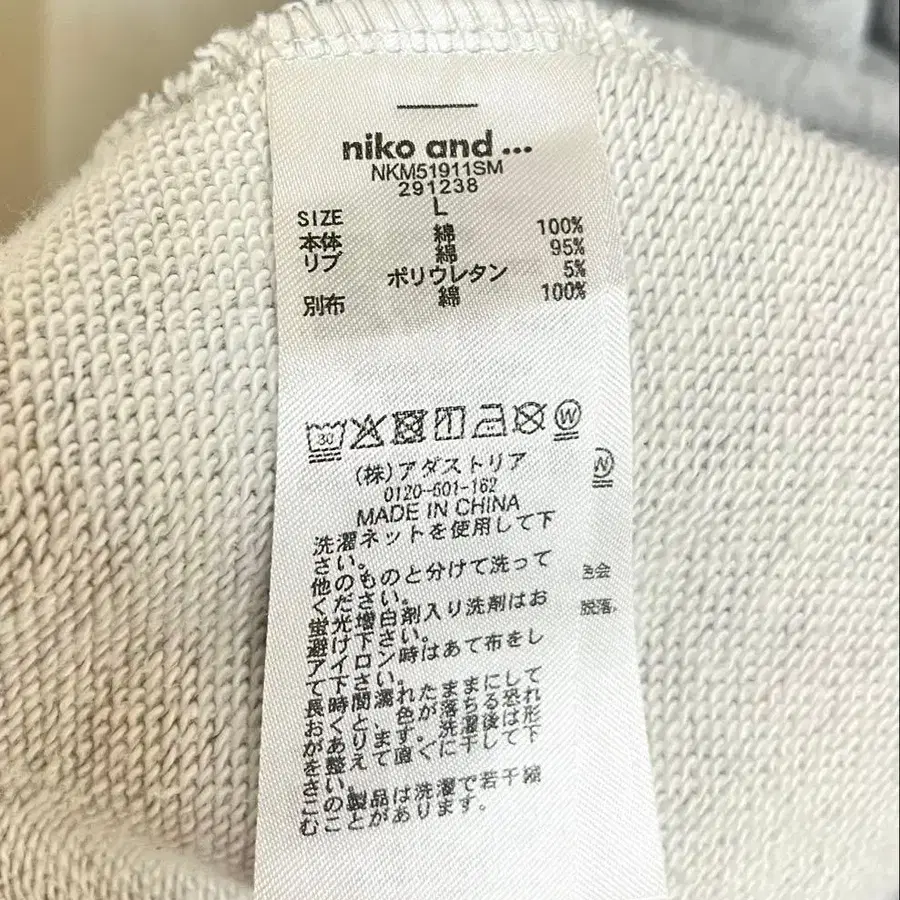 niko and ...
NKM51911SM
291238
SIZE L
本体 綿 100%
リブ 綿 95%
ポリウレタン 5%
別布 綿 100%
30
W
(株)アダストリア
0120-601-162
MADE IN CHINA
洗濯ネットを使用して下
さい。
他のものと分けて洗って
ください。
蛍光増白剤入り洗剤はお
避け下さい。
アイロン時はあて布をし
て下さい。
長時間濡れたままにして
おくと、色が落ちる恐れ
があります。洗濯後は形
を整えて直ぐに干して下
さい。
この製品は洗濯で若干縮
むことがあります。
W
色会
脱落。